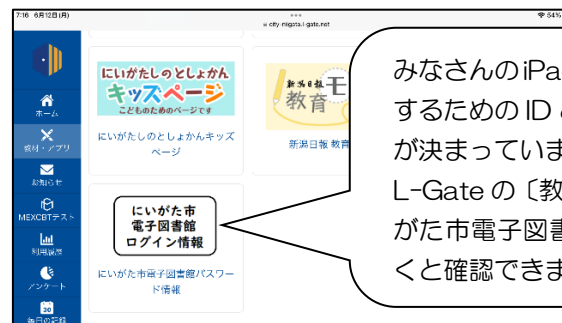 7:16 6月12日(月)
city-niigata.l-gate.net
54%
ホーム
教材・アプリ
お知らせ
MEXCBTテスト
利用履歴
アンケート
毎日の記録
にいがたしのとしょかん
キッズページ
こどものためのページです
にいがたしのとしょかんキッズ
ページ
新潟日報
教育
モ
新潟日報 教育
にいがた市
電子図書館
ログイン情報
にいがた市電子図書館パスワー
ド情報
みなさんのiPa
するための ID
が決まっていま
L-Gate の〔教
がた市電子図書
くと確認できま